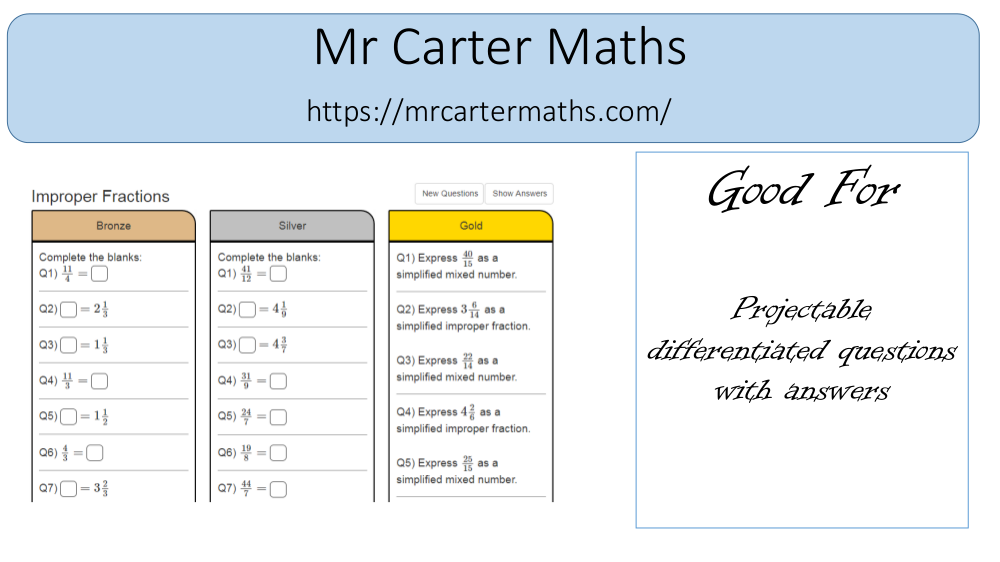 Mr Carter Maths
https://mrcartermaths.com/
Improper Fractions
New Questions
Show Answers
Bronze
Complete the blanks:
Q1) 11/4 = □
Q2) □ = 2 1/3
Q3) □ = 1 1/3
Q4) 11/3 = □
Q5) □ = 1 1/2
Q6) 4/3 = □
Q7) □ = 3 2/3
Silver
Complete the blanks:
Q1) 41/12 = □
Q2) □ = 4 1/9
Q3) □ = 4 3/7
Q4) 31/9 = □
Q5) 24/7 = □
Q6) 19/8 = □
Q7) 44/7 = □
Gold
Q1) Express 40/15 as a
simplified mixed number.
Q2) Express 3 6/14 as a
simplified improper fraction.
Q3) Express 22/14 as a
simplified mixed number.
Q4) Express 4 2/6 as a
simplified improper fraction.
Q5) Express 25/15 as a
simplified mixed number.
Good For
Projectable
differentiated questions
with answers